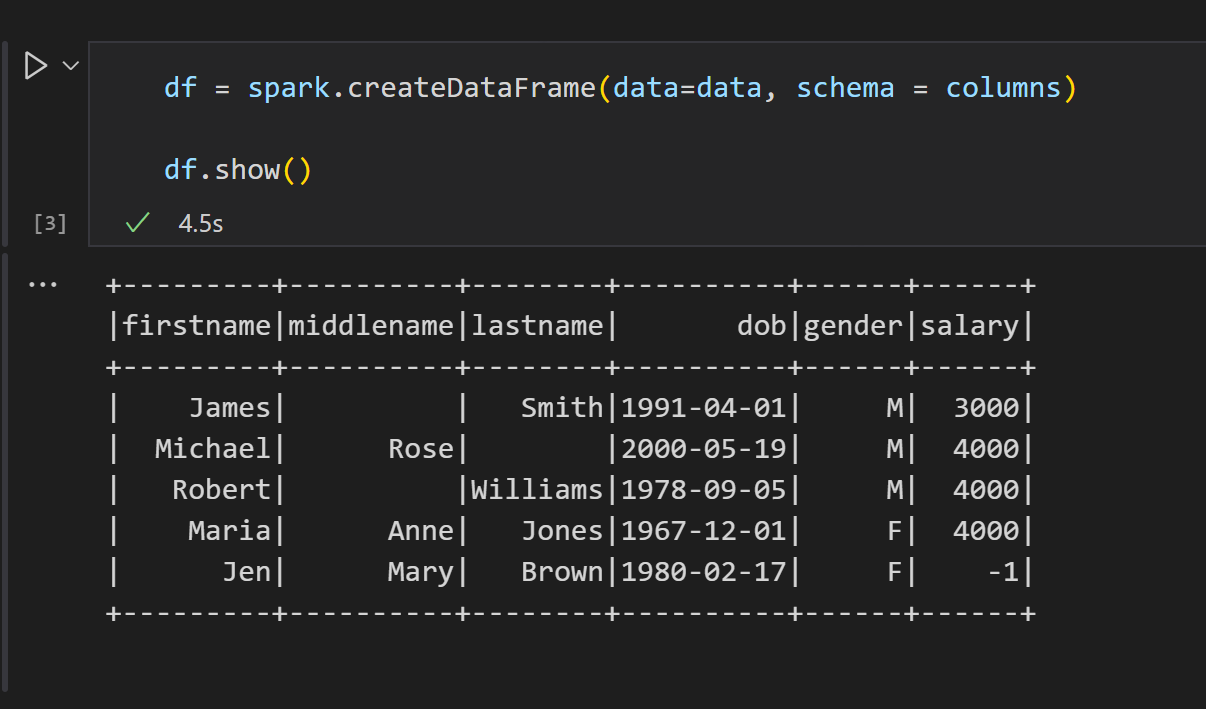 df = spark.createDataFrame(data=data, schema = columns)
df.show()
[3] 4.5s
+---------+----------+--------+----------+------+------+
|firstname|middlename|lastname|       dob|gender|salary|
+---------+----------+--------+----------+------+------+
|    James|          |   Smith|1991-04-01|     M|  3000|
|  Michael|      Rose|        |2000-05-19|     M|  4000|
|   Robert|          |Williams|1978-09-05|     M|  4000|
|    Maria|      Anne|   Jones|1967-12-01|     F|  4000|
|      Jen|      Mary|   Brown|1980-02-17|     F|    -1|
+---------+----------+--------+----------+------+------+